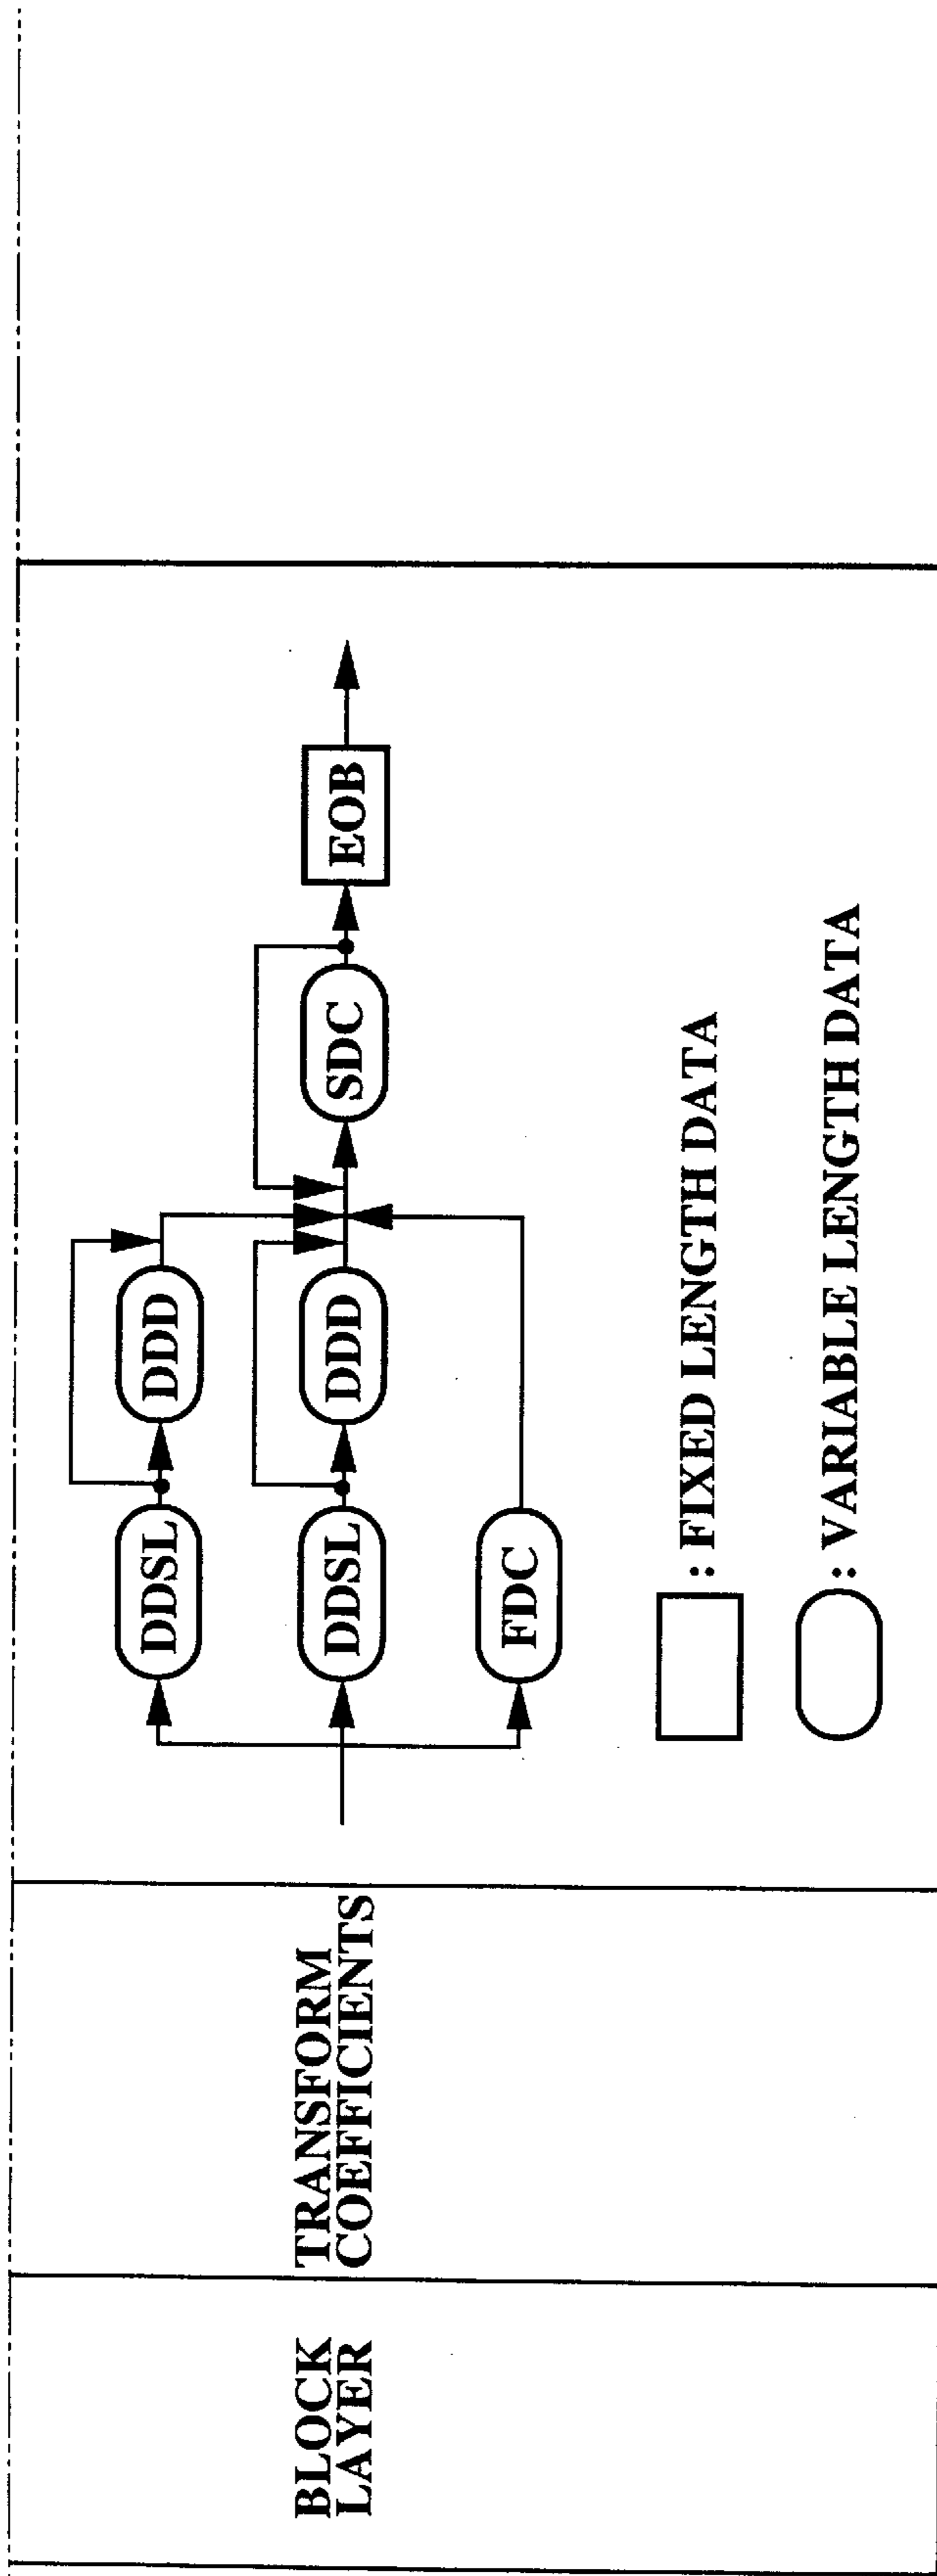 BLOCK
LAYER
TRANSFORM
COEFFICIENTS
DDSL
DDD
DDSL
DDD
SDC
EOB
FDC
: FIXED LENGTH DATA
: VARIABLE LENGTH DATA